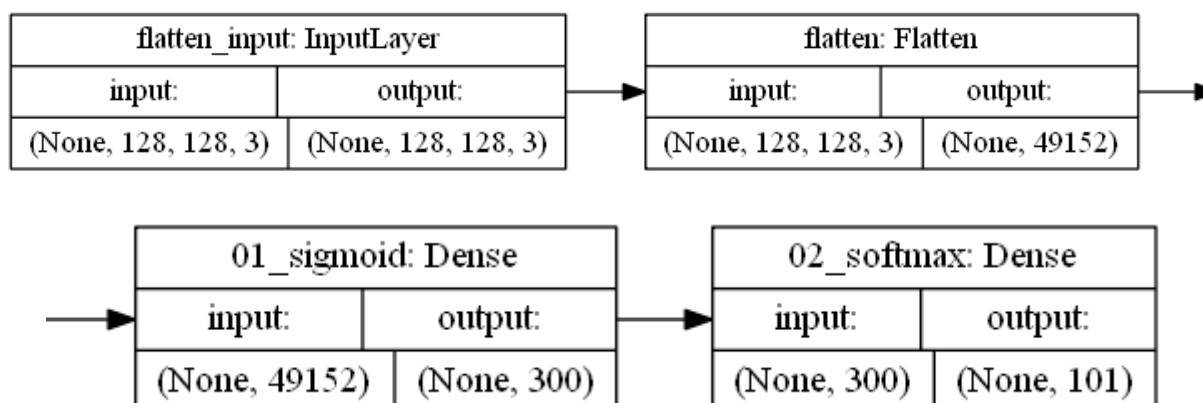 flatten_input: InputLayer
input: output:
(None, 128, 128, 3) (None, 128, 128, 3)
flatten: Flatten
input: output:
(None, 128, 128, 3) (None, 49152)
01_sigmoid: Dense
input: output:
(None, 49152) (None, 300)
02_softmax: Dense
input: output:
(None, 300) (None, 101)